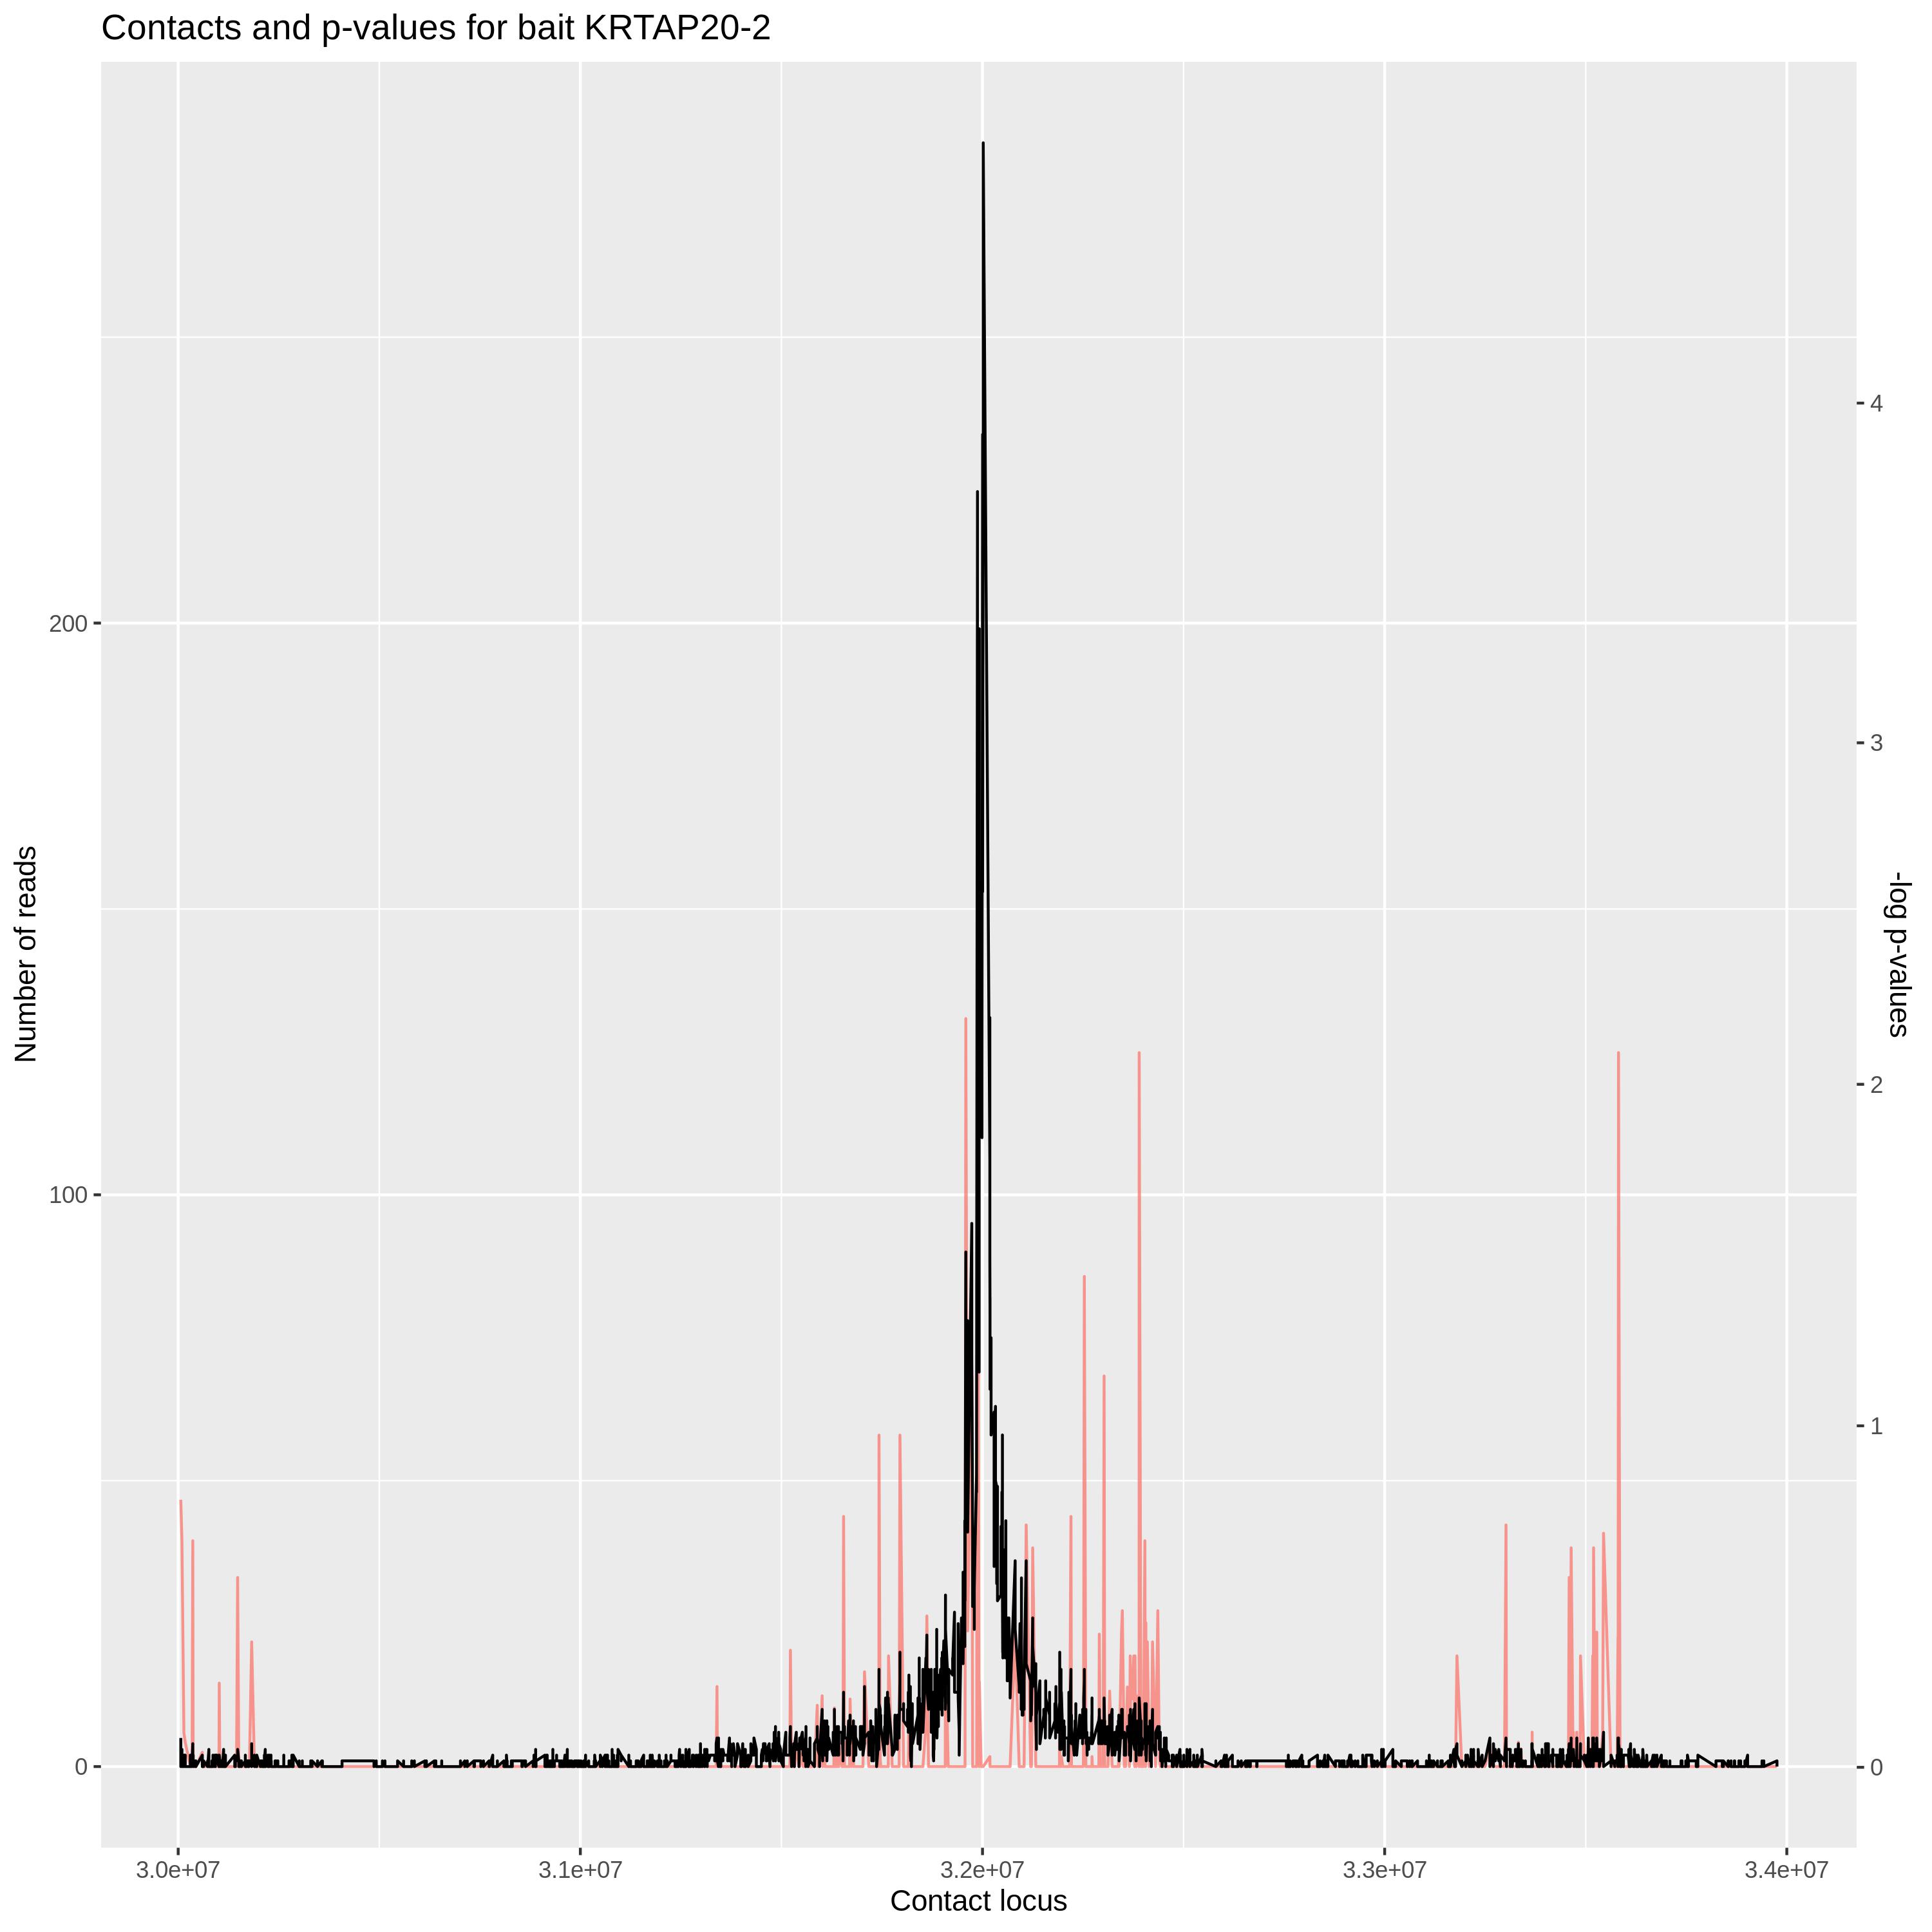 Contacts and p-values for bait KRTAP20-2
Number of reads
200
100
0
4
3
2
1
0
-log p-values
3.0e+07
3.1e+07
3.2e+07
3.3e+07
3.4e+07
Contact locus